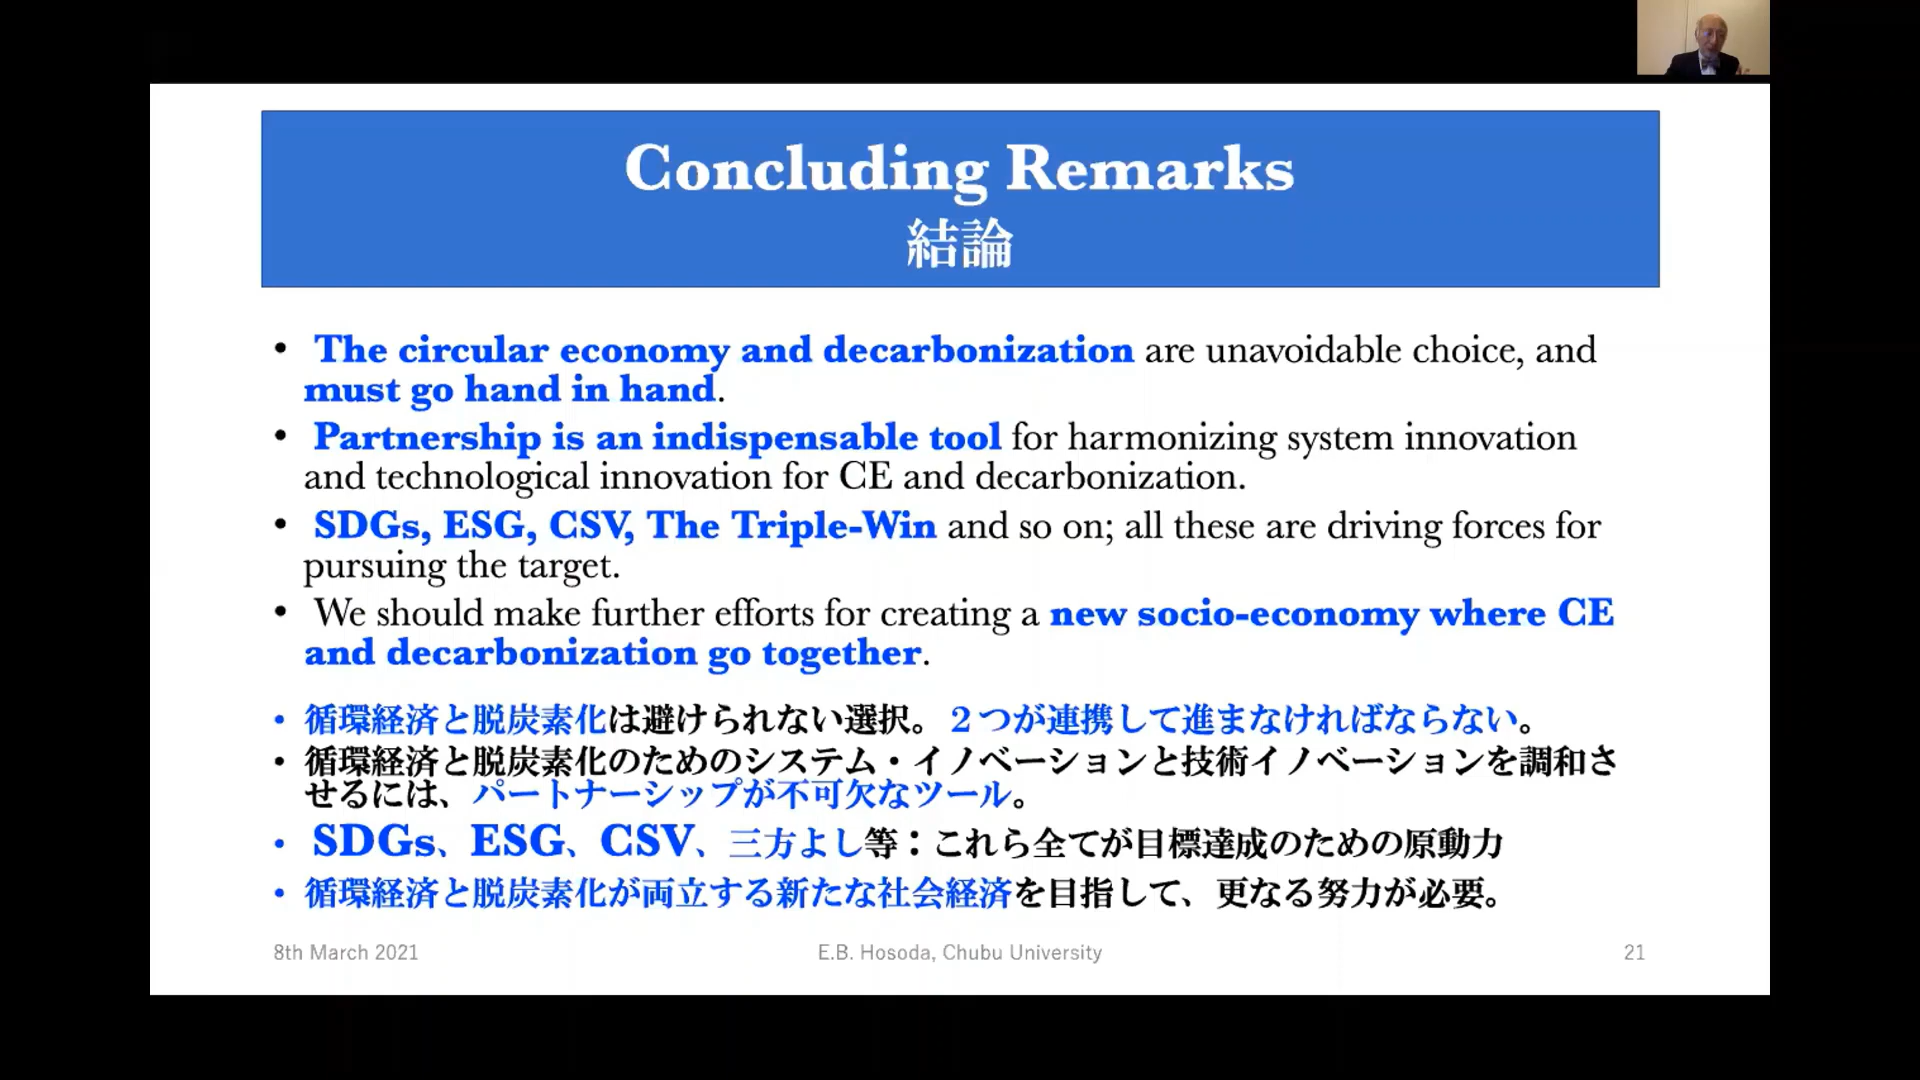 Concluding Remarks
結論
• The circular economy and decarbonization are unavoidable choice, and
must go hand in hand.
• Partnership is an indispensable tool for harmonizing system innovation
and technological innovation for CE and decarbonization.
• SDGs, ESG, CSV, The Triple-Win and so on; all these are driving forces for
pursuing the target.
• We should make further efforts for creating a new socio-economy where CE
and decarbonization go together.
• 循環経済と脱炭素化は避けられない選択。２つが連携して進まなければならない。
• 循環経済と脱炭素化のためのシステム・イノベーションと技術イノベーションを調和さ
せるには、パートナーシップが不可欠なツール。
• SDGs、ESG、CSV、三方よし等：これら全てが目標達成のための原動力
• 循環経済と脱炭素化が両立する新たな社会経済を目指して、更なる努力が必要。
8th March 2021
E.B. Hosoda, Chubu University
21